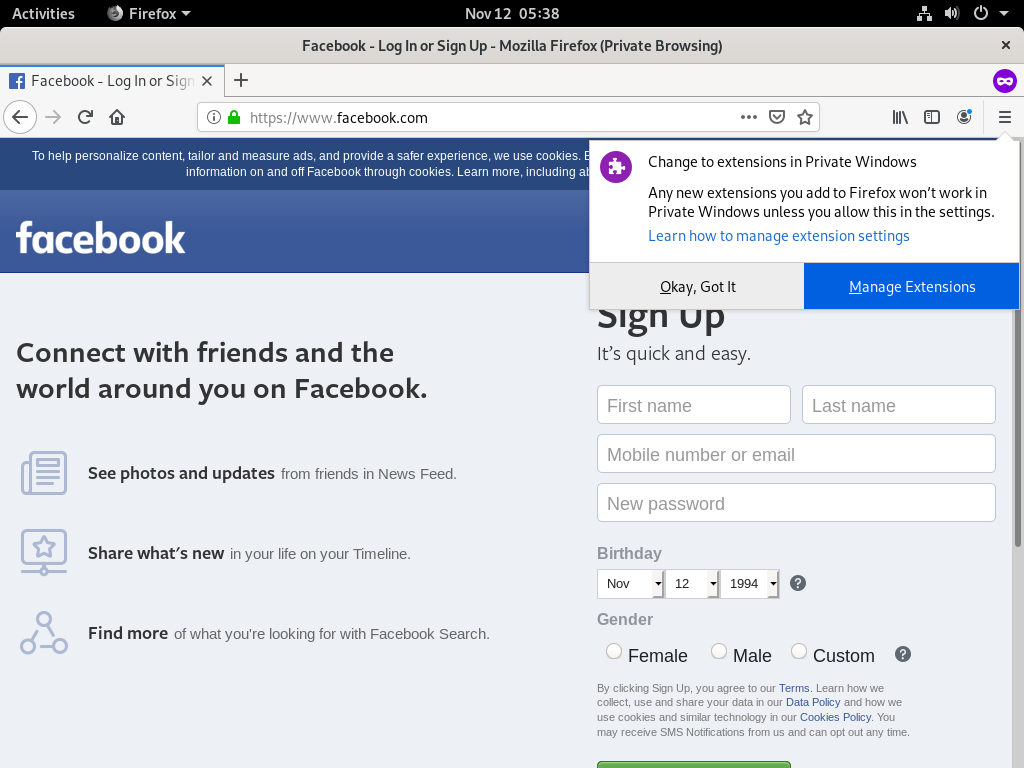 Activities Firefox Nov 12 05:38
Facebook - Log In or Sign Up - Mozilla Firefox (Private Browsing)
Facebook - Log In or Sign
https://www.facebook.com
To help personalize content, tailor and measure ads, and provide a safer experience, we use cookies.
information on and off Facebook through cookies. Learn more, including
Change to extensions in Private Windows
Any new extensions you add to Firefox won't work in
Private Windows unless you allow this in the settings.
Learn how to manage extension settings
Okay, Got It Manage Extensions
facebook
Sign Up
It's quick and easy.
Connect with friends and the
world around you on Facebook.
See photos and updates from friends in News Feed.
Share what's new in your life on your Timeline.
Find more of what you're looking for with Facebook Search.
First name Last name
Mobile number or email
New password
Birthday
Nov 12 1994 ?
Gender
Female Male Custom ?
By clicking Sign Up, you agree to our Terms. Learn how we
collect, use and share your data in our Data Policy and how we
use cookies and similar technology in our Cookies Policy. You
may receive SMS Notifications from us and can opt out any time.